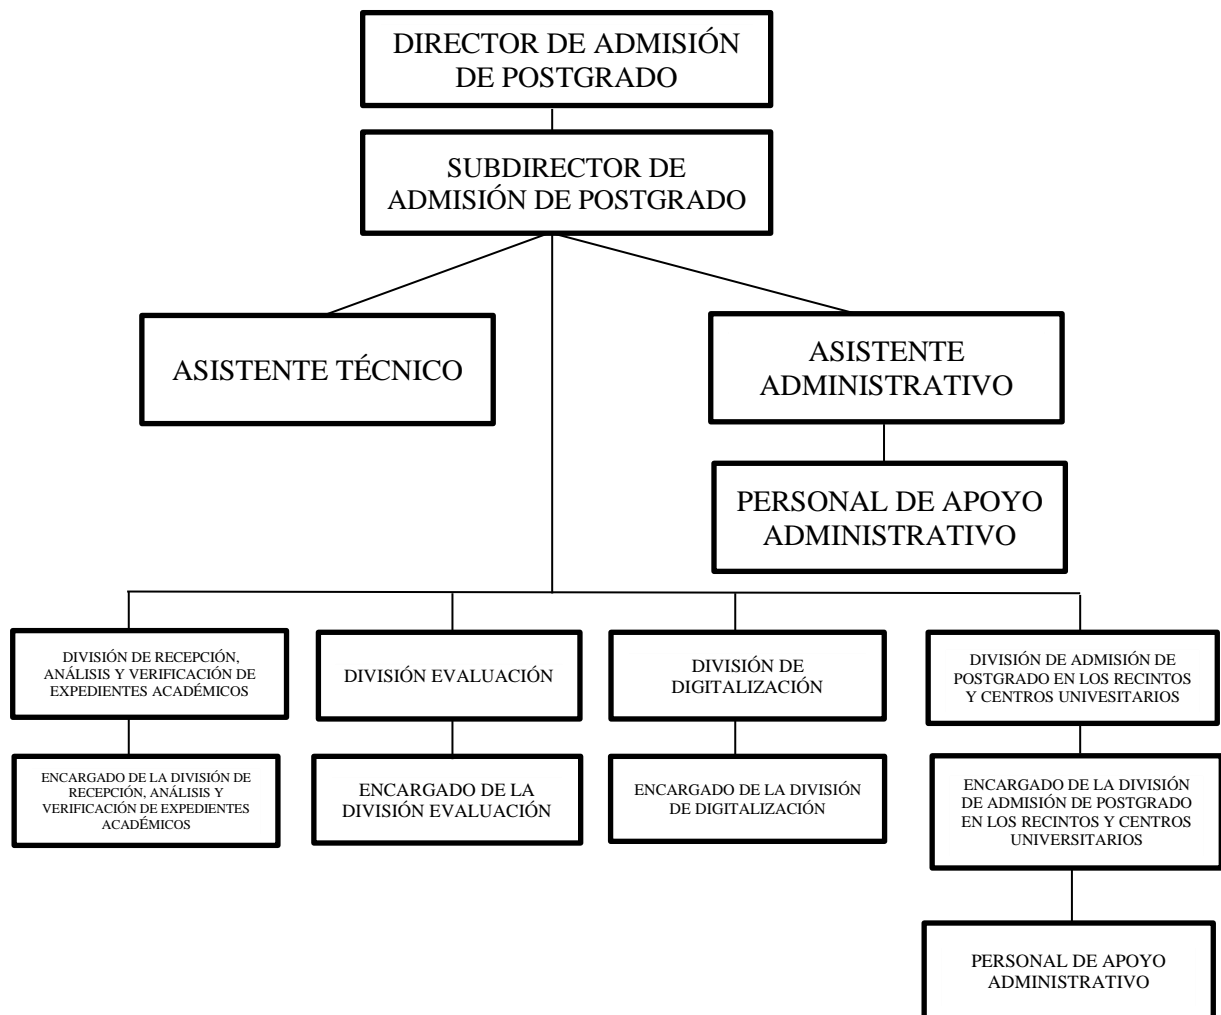 DIRECTOR DE ADMISIÓN
DE POSTGRADO
SUBDIRECTOR DE
ADMISIÓN DE POSTGRADO
ASISTENTE TÉCNICO
ASISTENTE
ADMINISTRATIVO
PERSONAL DE APOYO
ADMINISTRATIVO
DIVISIÓN DE RECEPCIÓN,
ANÁLISIS Y VERIFICACIÓN DE
EXPEDIENTES ACADÉMICOS
DIVISIÓN EVALUACIÓN
DIVISIÓN DE
DIGITALIZACIÓN
DIVISIÓN DE ADMISIÓN DE
POSTGRADO EN LOS RECINTOS
Y CENTROS UNIVESITARIOS
ENCARGADO DE LA DIVISIÓN DE
RECEPCIÓN, ANÁLISIS Y
VERIFICACIÓN DE EXPEDIENTES
ACADÉMICOS
ENCARGADO DE LA
DIVISIÓN EVALUACIÓN
ENCARGADO DE LA DIVISIÓN
DE DIGITALIZACIÓN
ENCARGADO DE LA DIVISIÓN
DE ADMISIÓN DE POSTGRADO
EN LOS RECINTOS Y CENTROS
UNIVERSITARIOS
PERSONAL DE APOYO
ADMINISTRATIVO